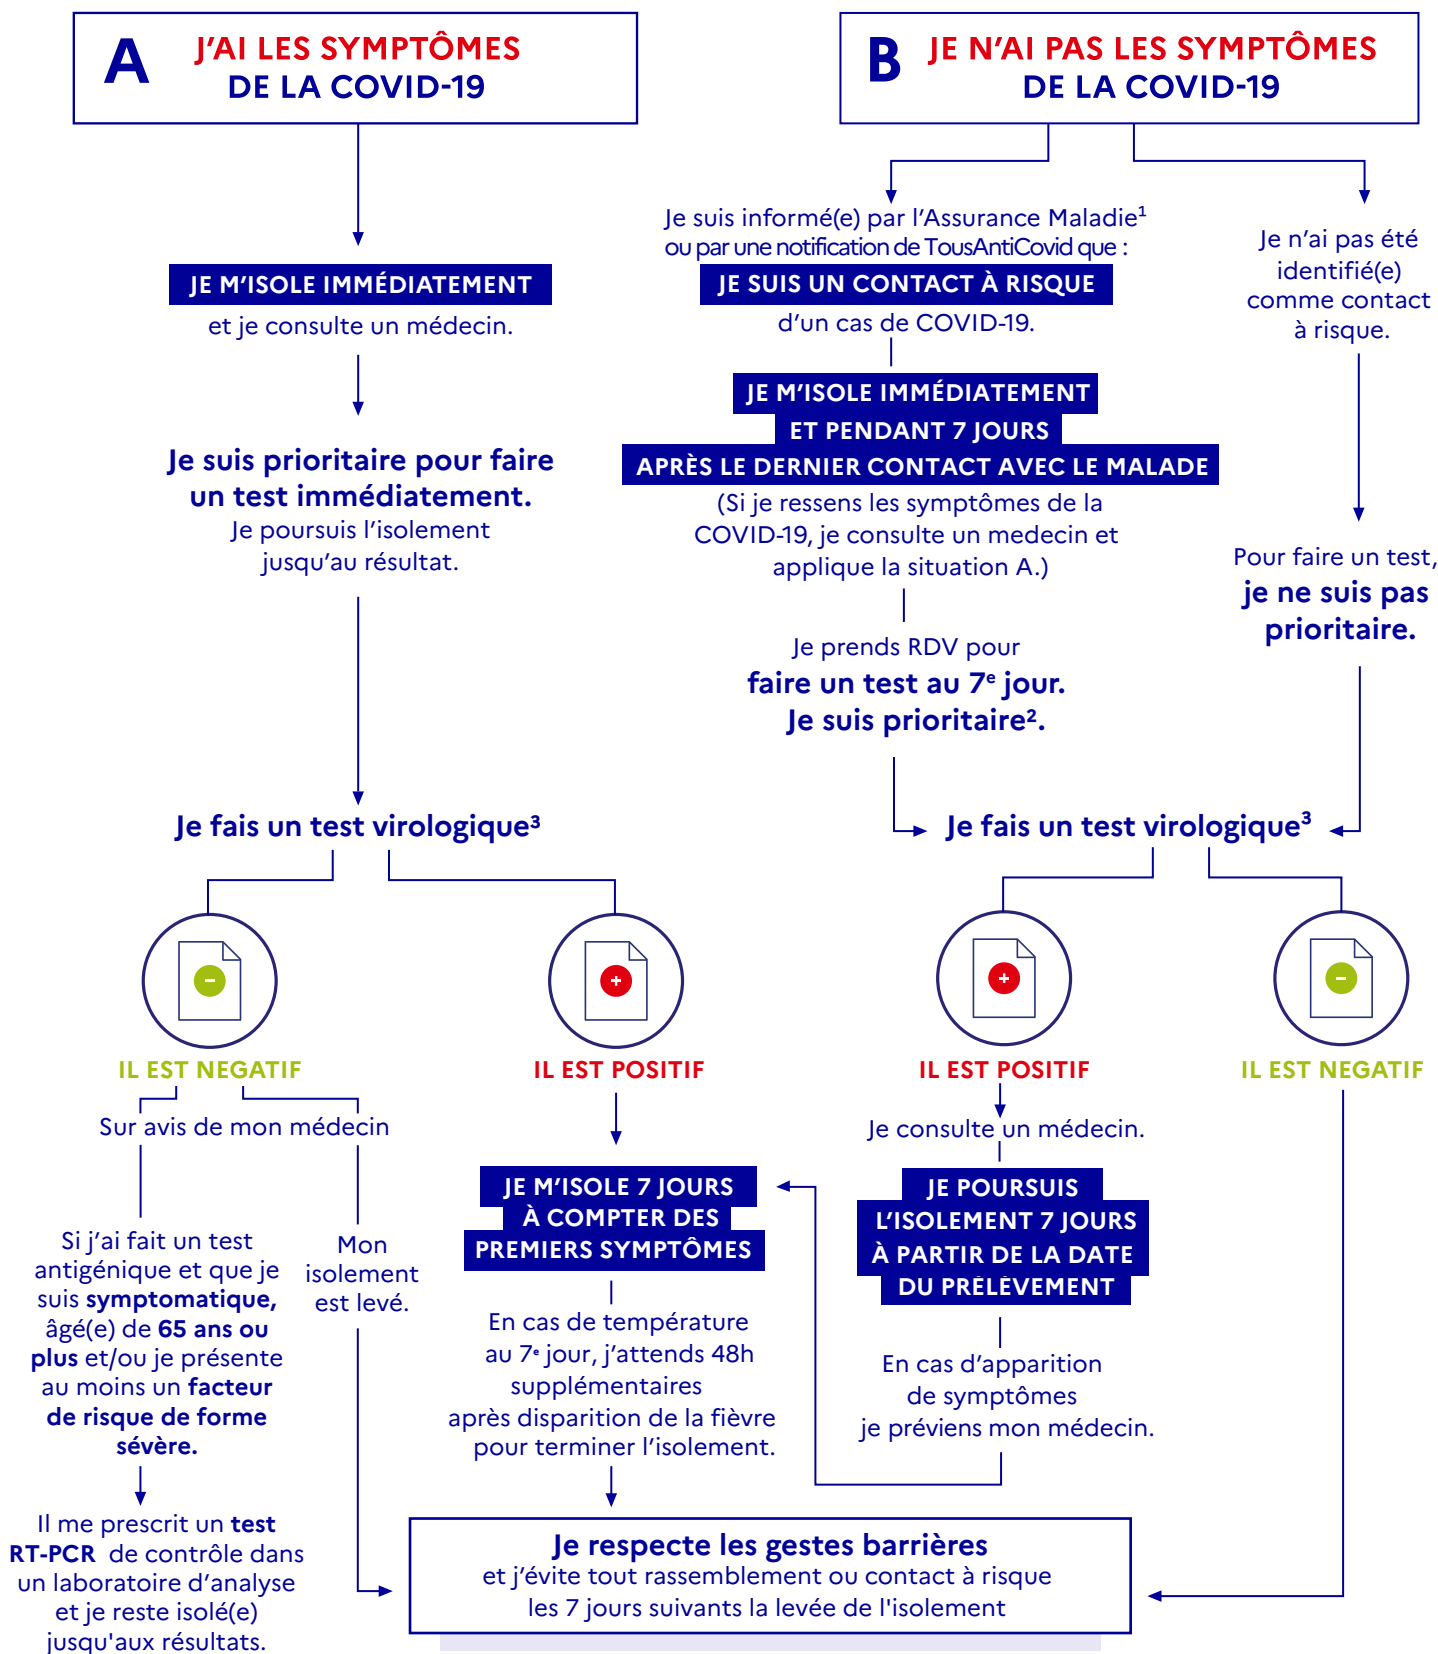 A
J'AI LES SYMPTÔMES
DE LA COVID-19
JE M'ISOLE IMMÉDIATEMENT
et je consulte un médecin.
Je suis prioritaire pour faire
un test immédiatement.
Je poursuis l'isolement
jusqu'au résultat.
Je fais un test virologique³
-
IL EST NEGATIF
Sur avis de mon médecin
Si j'ai fait un test
antigénique et que je
suis symptomatique,
âgé(e) de 65 ans ou
plus et/ou je présente
au moins un facteur
de risque de forme
sévère.
Il me prescrit un test
RT-PCR de contrôle dans
un laboratoire d'analyse
et je reste isolé(e)
jusqu'aux résultats.
Mon
isolement
est levé.
+
IL EST POSITIF
JE M'ISOLE 7 JOURS
À COMPTER DES
PREMIERS SYMPTÔMES
En cas de température
au 7ᵉ jour, j'attends 48h
supplémentaires
après disparition de la fièvre
pour terminer l'isolement.
B
JE N'AI PAS LES SYMPTÔMES
DE LA COVID-19
Je suis informé(e) par l'Assurance Maladie¹
ou par une notification de TousAntiCovid que :
JE SUIS UN CONTACT À RISQUE
d'un cas de COVID-19.
JE M'ISOLE IMMÉDIATEMENT
ET PENDANT 7 JOURS
APRÈS LE DERNIER CONTACT AVEC LE MALADE
(Si je ressens les symptômes de la
COVID-19, je consulte un medecin et
applique la situation A.)
Je prends RDV pour
faire un test au 7ᵉ jour.
Je suis prioritaire².
Je n'ai pas été
identifié(e)
comme contact
à risque.
Pour faire un test,
je ne suis pas
prioritaire.
Je fais un test virologique³
+
IL EST POSITIF
Je consulte un médecin.
JE POURSUIS
L'ISOLEMENT 7 JOURS
À PARTIR DE LA DATE
DU PRÉLÈVEMENT
En cas d'apparition
de symptômes
je préviens mon médecin.
-
IL EST NEGATIF
Je respecte les gestes barrières
et j'évite tout rassemblement ou contact à risque
les 7 jours suivants la levée de l'isolement